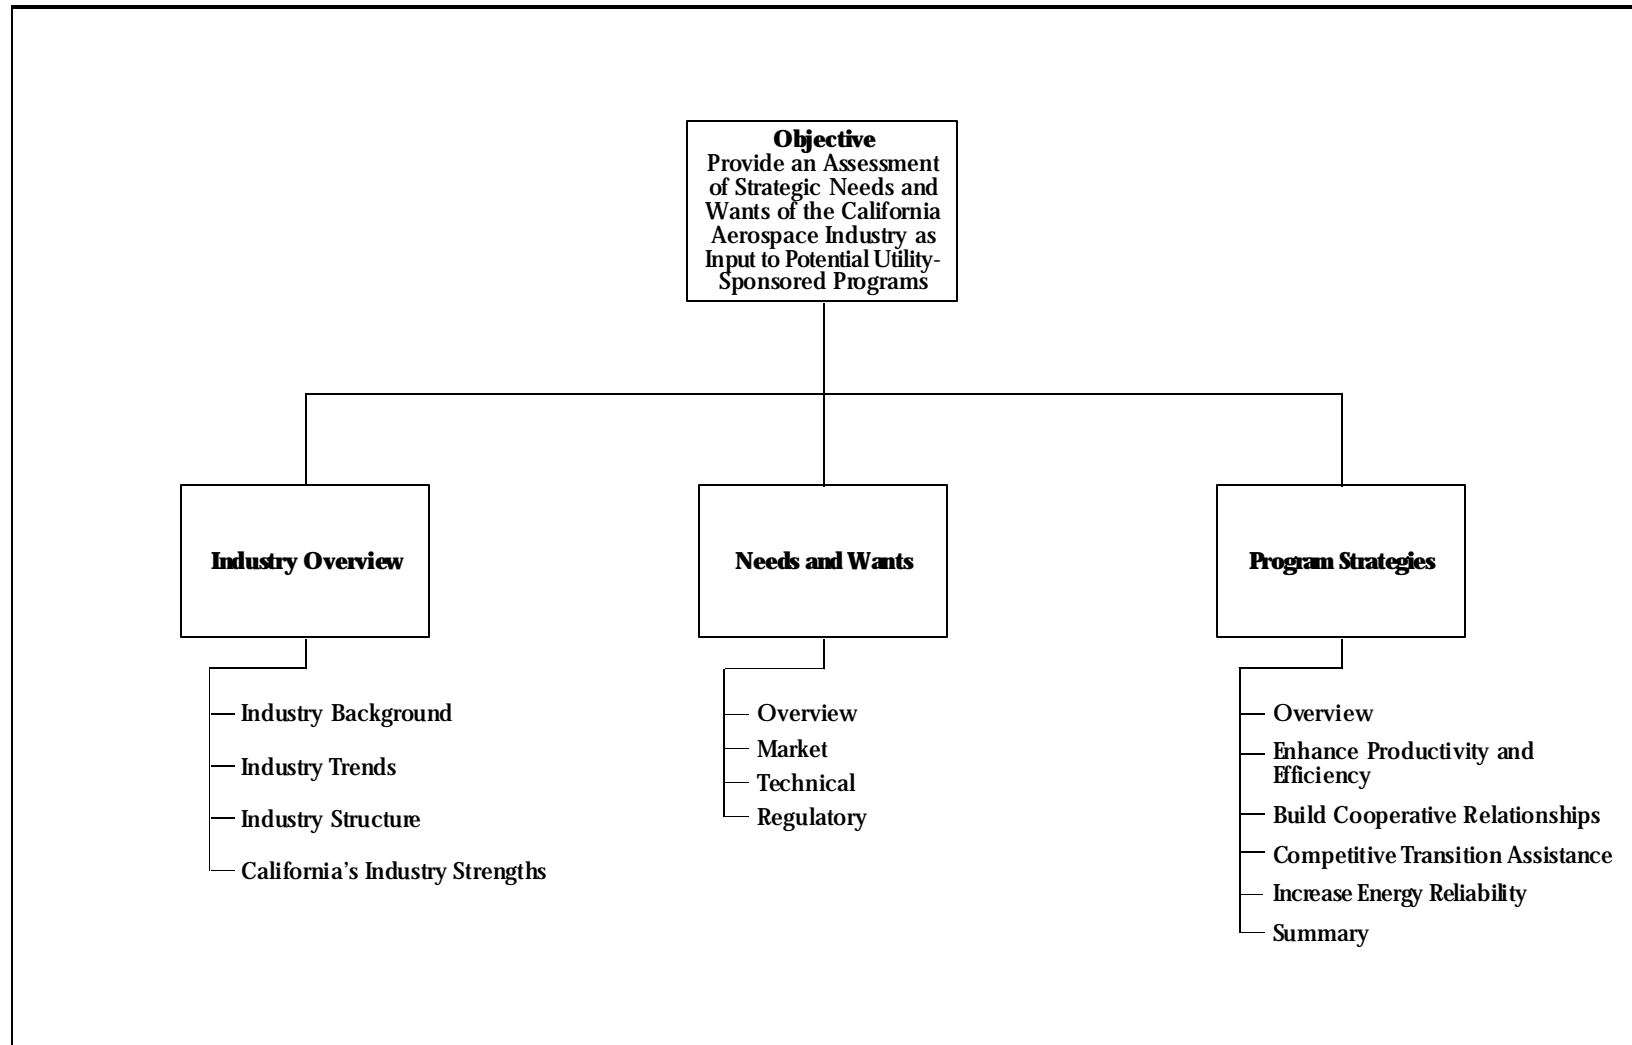 Objective
Provide an Assessment
of Strategic Needs and
Wants of the California
Aerospace Industry as
Input to Potential Utility-
Sponsored Programs
Industry Overview
Industry Background
Industry Trends
Industry Structure
California's Industry Strengths
Needs and Wants
Overview
Market
Technical
Regulatory
Program Strategies
Overview
Enhance Productivity and
Efficiency
Build Cooperative Relationships
Competitive Transition Assistance
Increase Energy Reliability
Summary